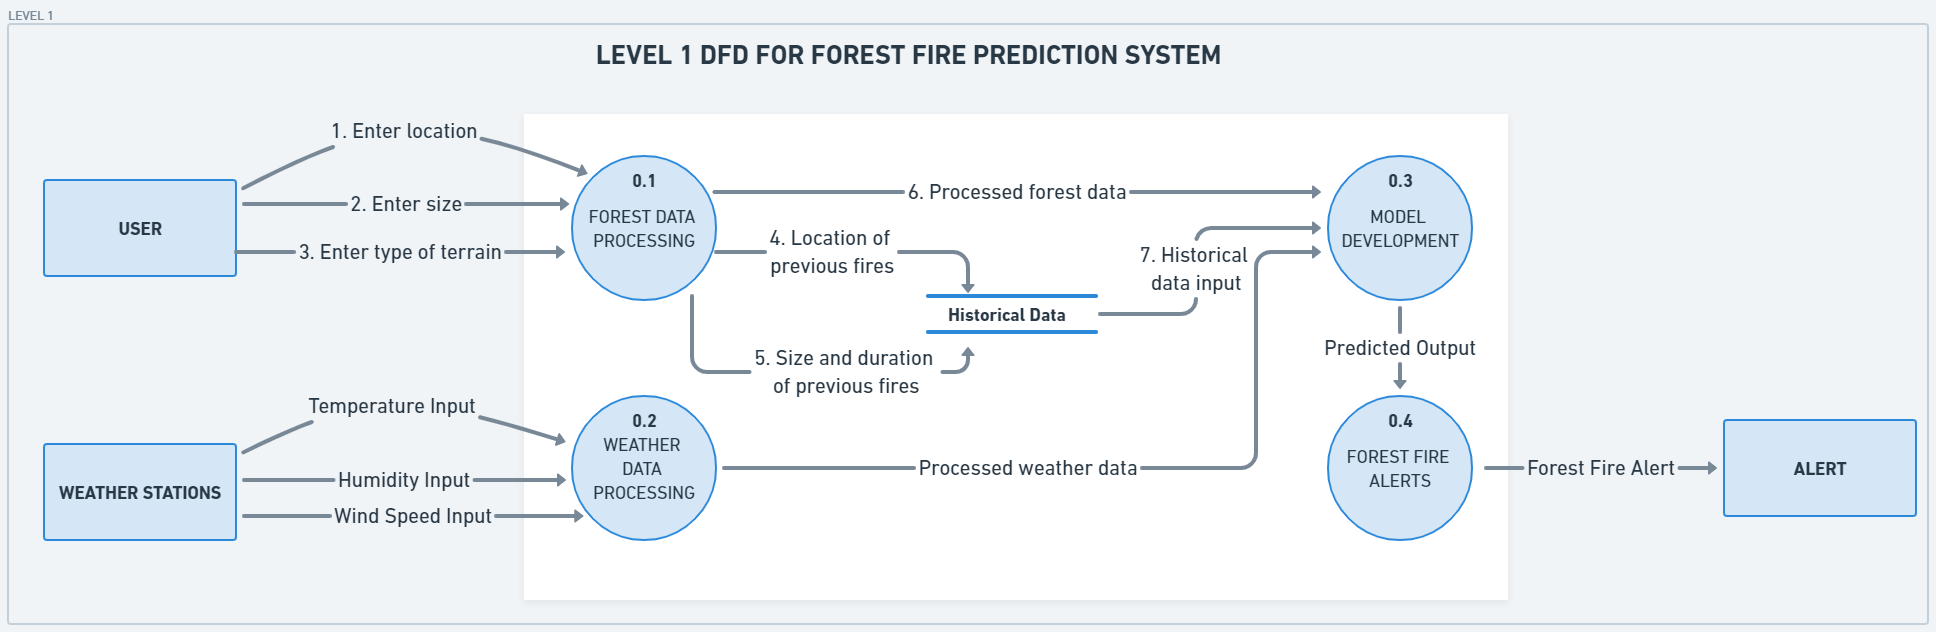 LEVEL 1
LEVEL 1 DFD FOR FOREST FIRE PREDICTION SYSTEM
1. Enter location
2. Enter size
3. Enter type of terrain
USER
0.1
FOREST DATA
PROCESSING
6. Processed forest data
4. Location of
previous fires
7. Historical
data input
0.3
MODEL
DEVELOPMENT
Historical Data
5. Size and duration
of previous fires
Predicted Output
Temperature Input
Humidity Input
Wind Speed Input
WEATHER STATIONS
0.2
WEATHER
DATA
PROCESSING
Processed weather data
0.4
FOREST FIRE
ALERTS
Forest Fire Alert
ALERT